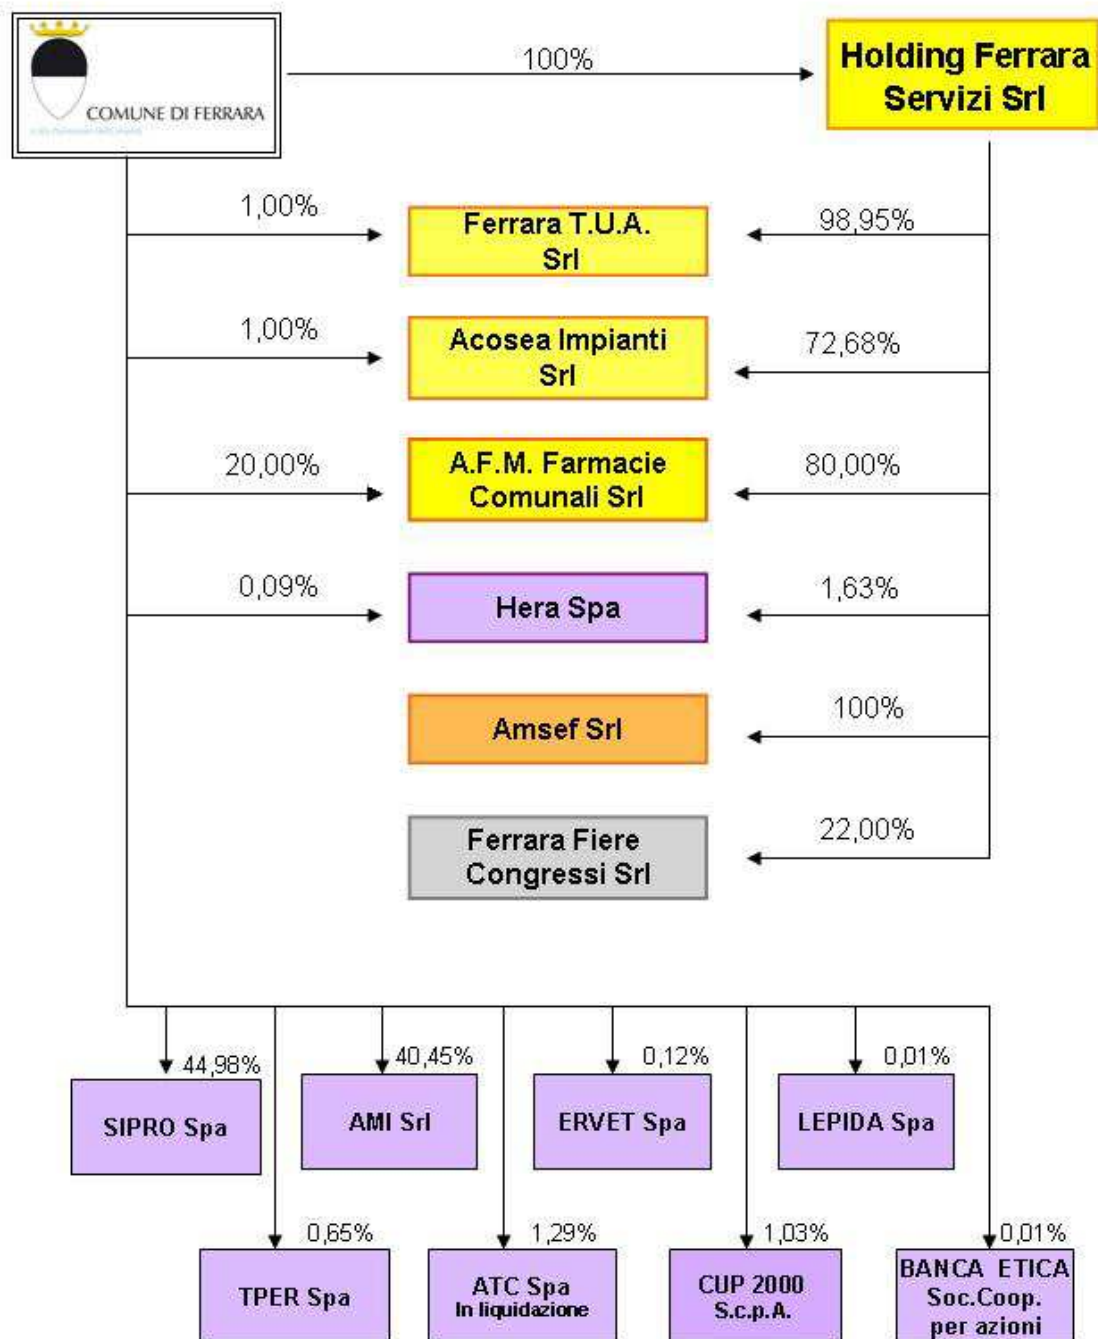 COMUNE DI FERRARA
100%
Holding Ferrara
Servizi Srl
1,00%
Ferrara T.U.A.
Srl
98,95%
1,00%
Acosea Impianti
Srl
72,68%
20,00%
A.F.M. Farmacie
Comunali Srl
80,00%
0,09%
Hera Spa
1,63%
Amsef Srl
100%
Ferrara Fiere
Congressi Srl
22,00%
44,98%
40,45%
0,12%
0,01%
SIPRO Spa
AMI Srl
ERVET Spa
LEPIDA Spa
0,65%
1,29%
1,03%
0,01%
TPER Spa
ATC Spa
In liquidazione
CUP 2000
S.c.p.A.
BANCA ETICA
Soc.Coop.
per azioni